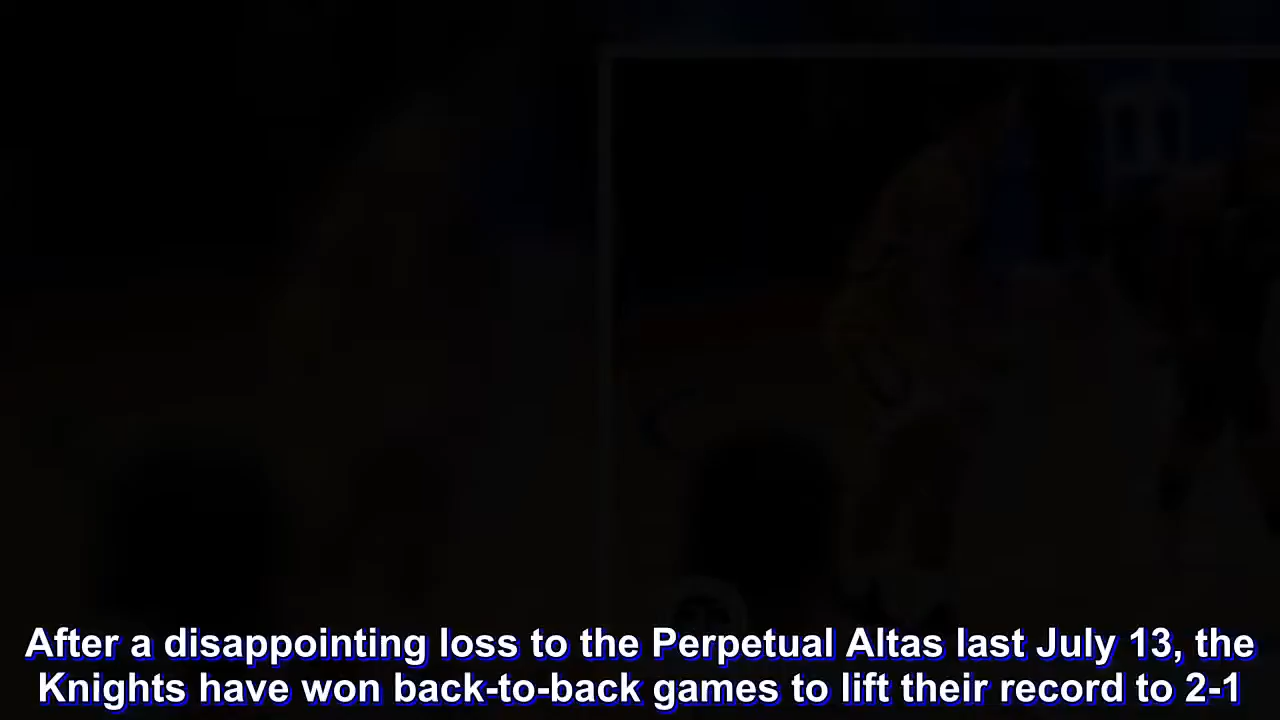 After a disappointing loss to the Perpetual Altas last July 13, the
Knights have won back-to-back games to lift their record to 2-1